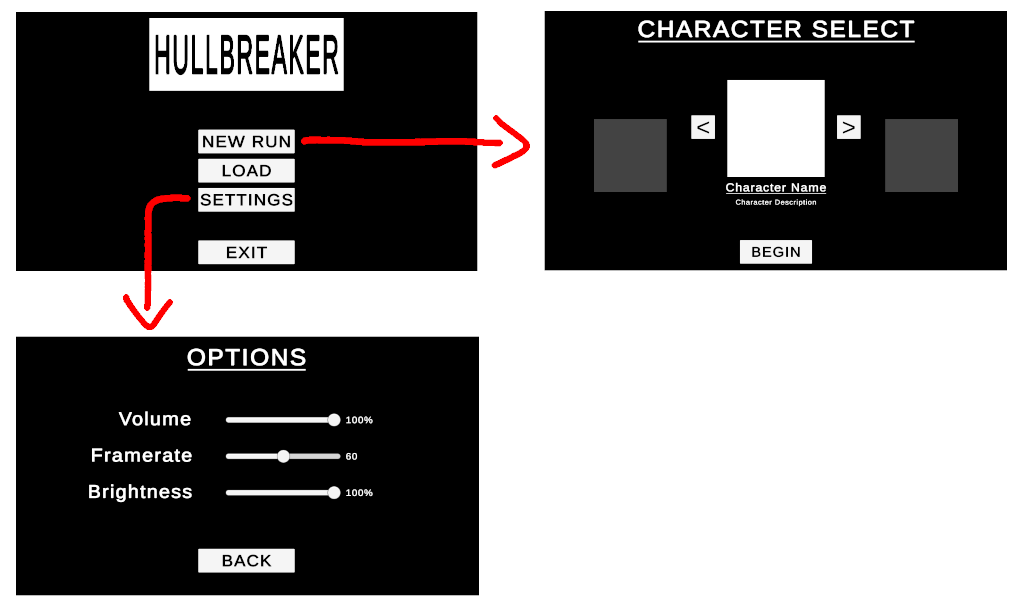 HULLBREAKER
NEW RUN
LOAD
SETTINGS
EXIT
CHARACTER SELECT
<
>
Character Name
Character Description
BEGIN
OPTIONS
Volume 100%
Framerate 60
Brightness 100%
BACK